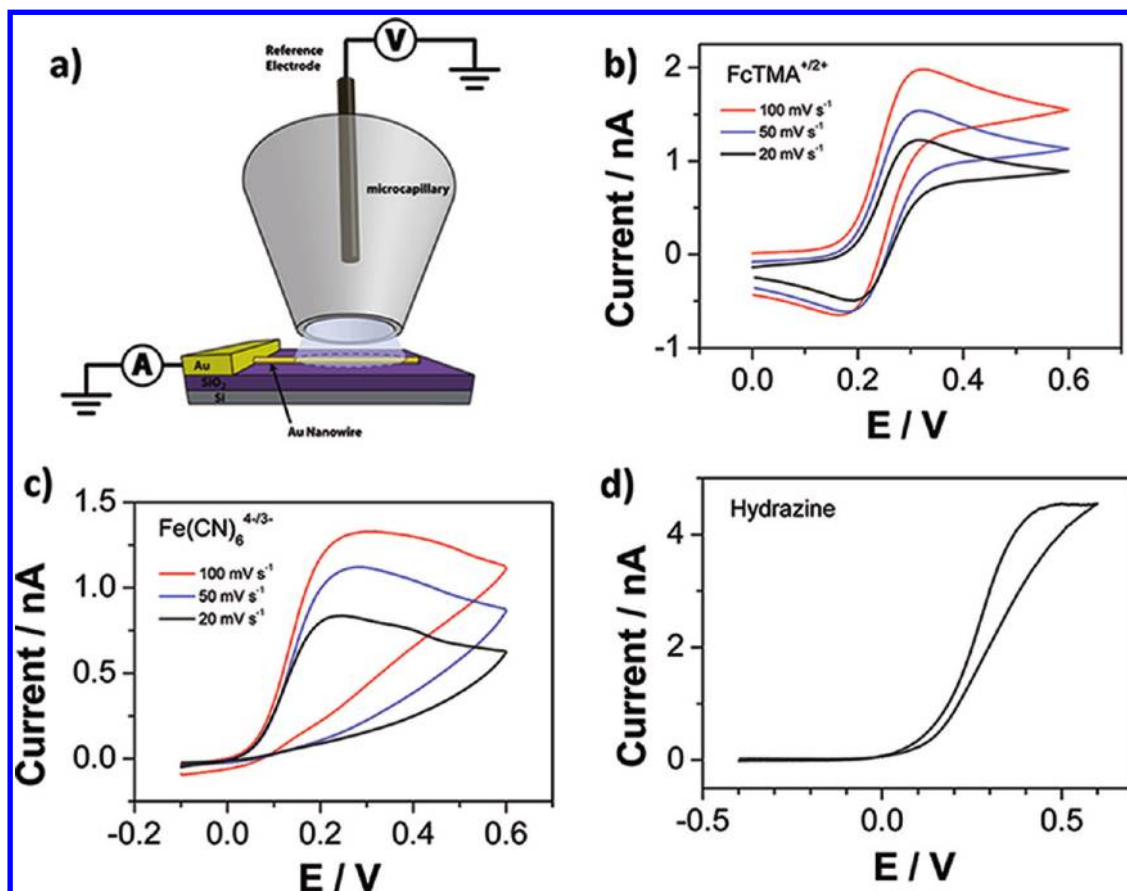 a)
Reference
Electrode
V
microcapillary
A
Au
SiO₂
Si
Au Nanowire
b)
FcTMA⁺/²⁺
100 mV s⁻¹
50 mV s⁻¹
20 mV s⁻¹
Current / nA
2
1
0
-1
0.0 0.2 0.4 0.6
E / V
c)
Fe(CN)₆ ⁴⁻/³⁻
100 mV s⁻¹
50 mV s⁻¹
20 mV s⁻¹
Current / nA
1.5
1.0
0.5
0.0
-0.2 0.0 0.2 0.4 0.6
E / V
d)
Hydrazine
Current / nA
4
2
0
-0.5 0.0 0.5
E / V